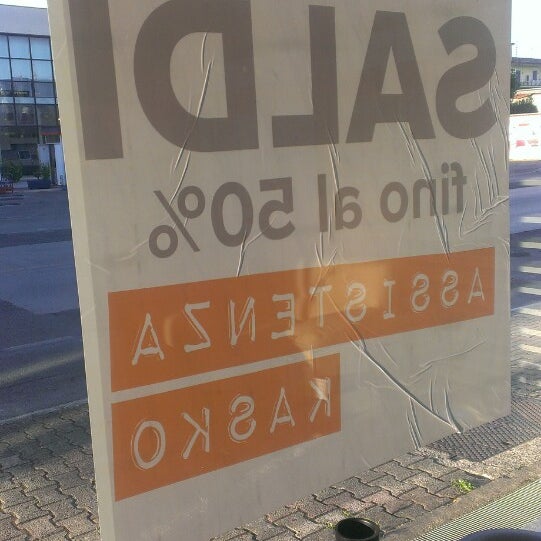 SALDI
fino al 50%
ASSISTENZA
KASKO